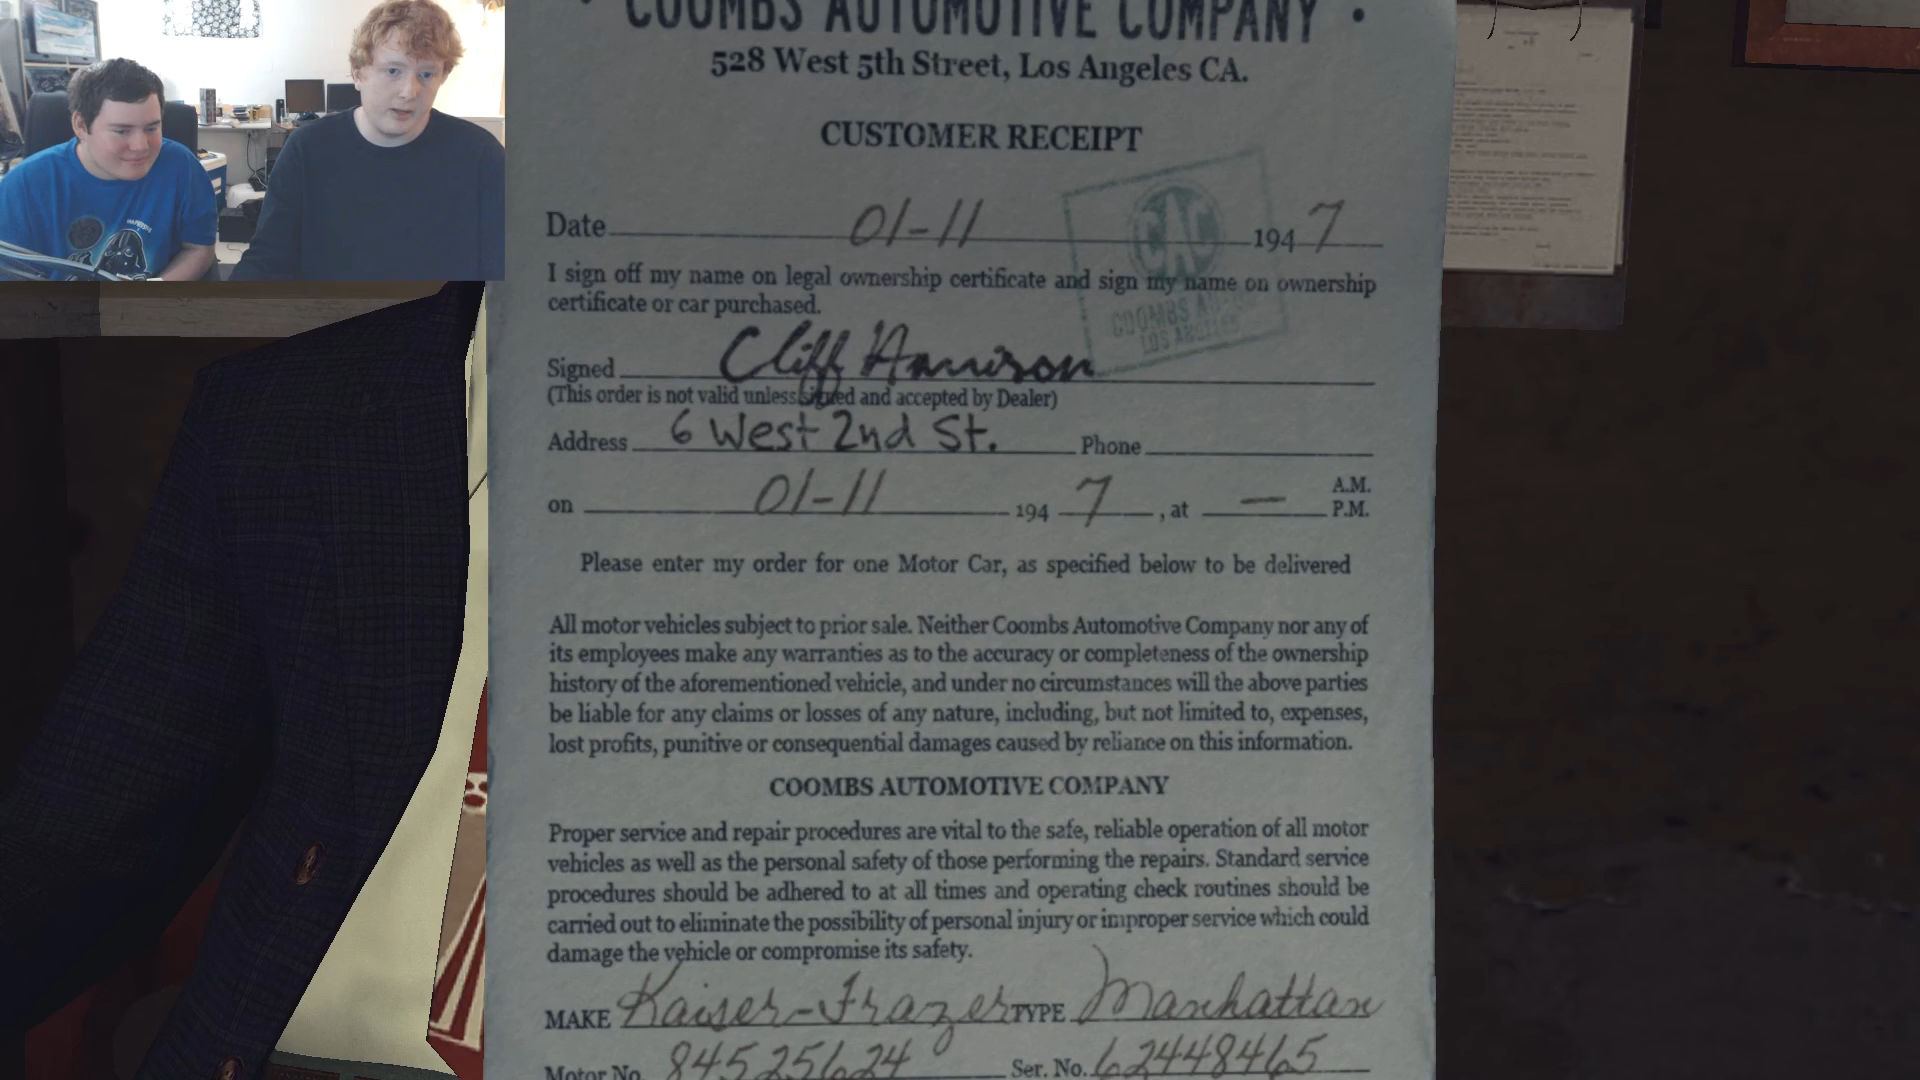 • COOMBS AUTOMOTIVE COMPANY •
528 West 5th Street, Los Angeles CA.
CUSTOMER RECEIPT
Date 01-11 1947
CAC
COOMBS
LOS ANGELES
I sign off my name on legal ownership certificate and sign my name on ownership
certificate or car purchased.
Signed Cliff Harrison
(This order is not valid unless signed and accepted by Dealer)
Address 6 West 2nd St. Phone
on 01-11 1947, at — A.M.
P.M.
Please enter my order for one Motor Car, as specified below to be delivered
All motor vehicles subject to prior sale. Neither Coombs Automotive Company nor any of
its employees make any warranties as to the accuracy or completeness of the ownership
history of the aforementioned vehicle, and under no circumstances will the above parties
be liable for any claims or losses of any nature, including, but not limited to, expenses,
lost profits, punitive or consequential damages caused by reliance on this information.
COOMBS AUTOMOTIVE COMPANY
Proper service and repair procedures are vital to the safe, reliable operation of all motor
vehicles as well as the personal safety of those performing the repairs. Standard service
procedures should be adhered to at all times and operating check routines should be
carried out to eliminate the possibility of personal injury or improper service which could
damage the vehicle or compromise its safety.
MAKE Kaiser-Frazer TYPE Manhattan
Motor No. 84525624 Ser. No. 62448465